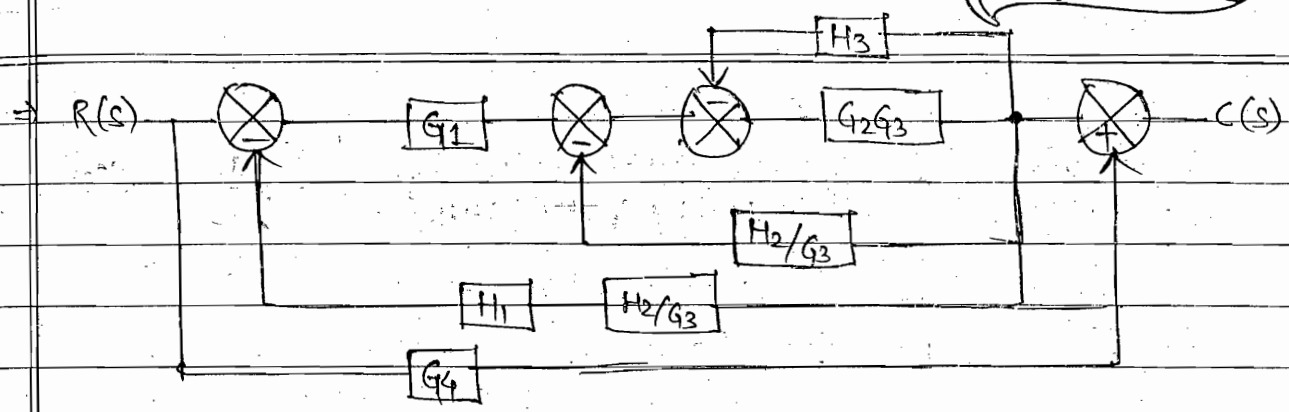 H3
⇒ R(S) G1 - G2G3 C(S)
- - +
H2/G3
H1 H2/G3
G4